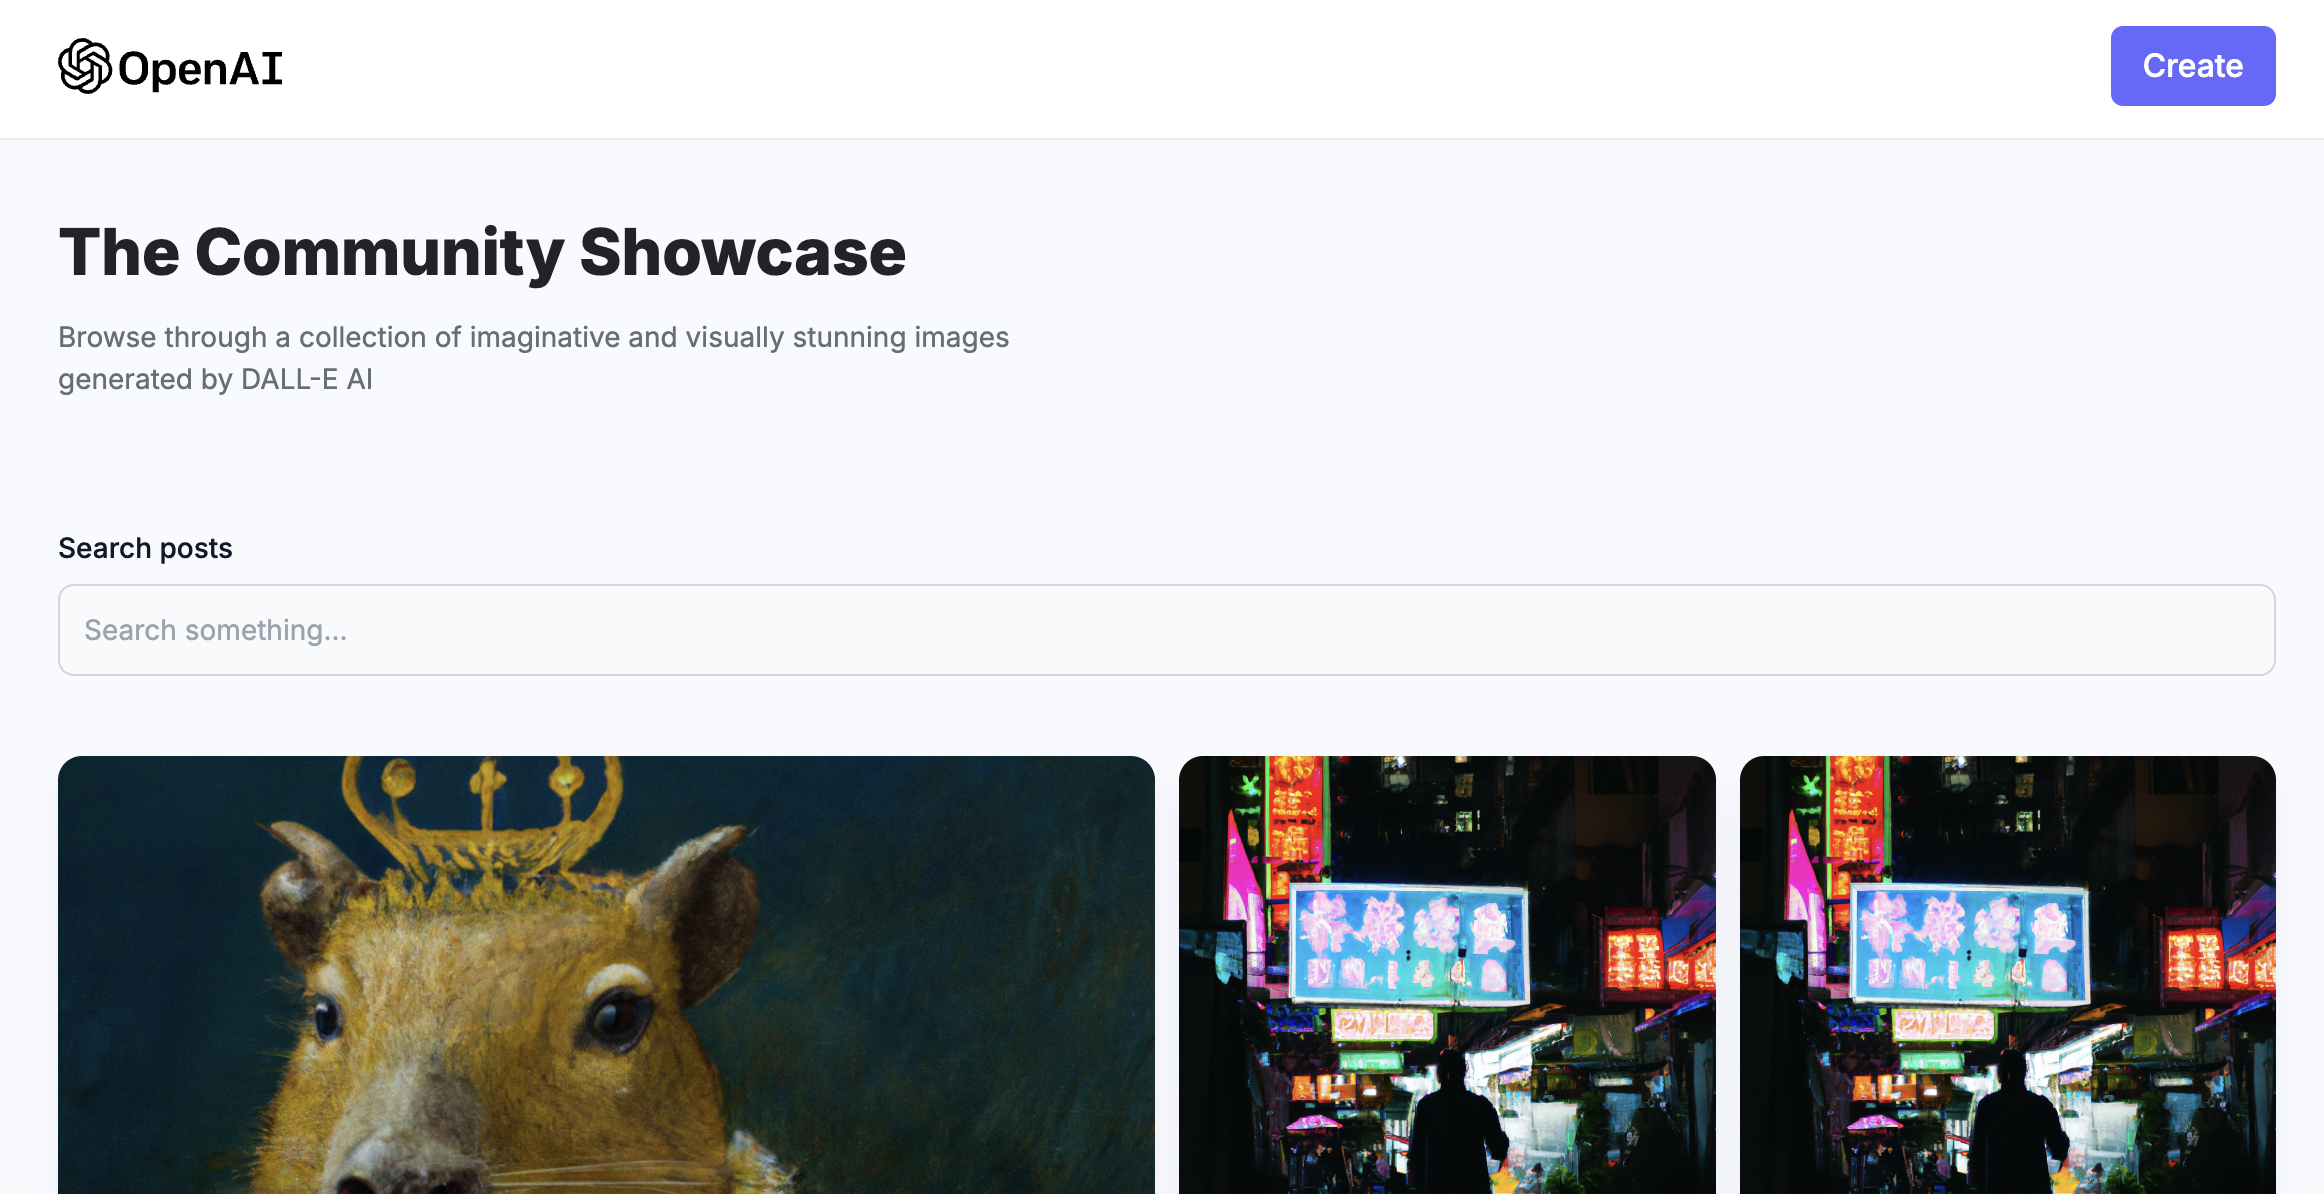 OpenAI
Create
The Community Showcase
Browse through a collection of imaginative and visually stunning images
generated by DALL-E AI
Search posts
Search something...